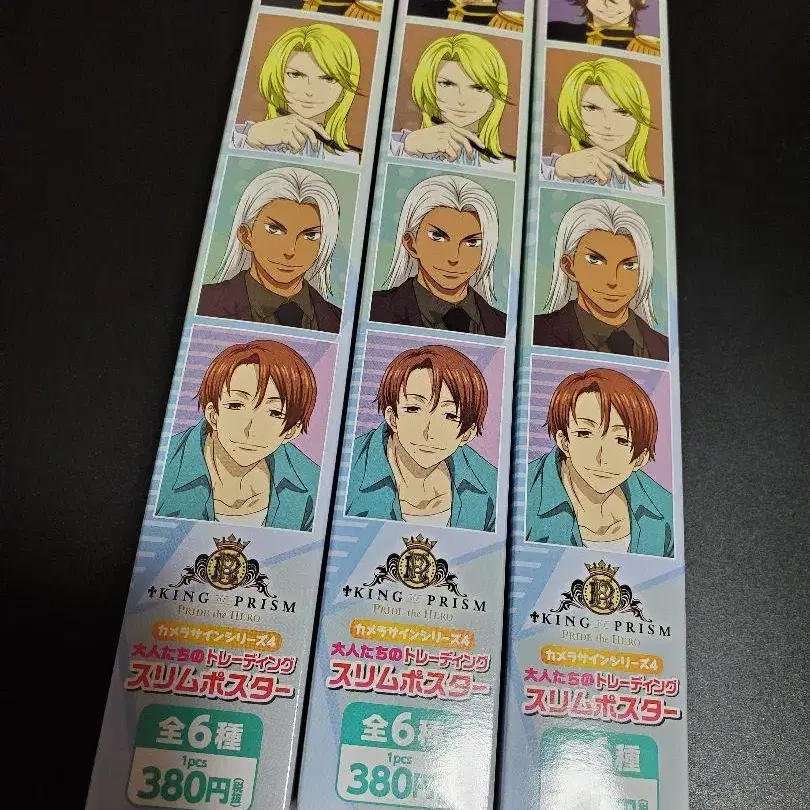 R
KING OF PRISM
PRIDE the HERO
カメラサインシリーズ4
大人たちのトレーディング
スリムポスター
全6種
1pcs
380円(税抜)
R
KING OF PRISM
PRIDE the HERO
カメラサインシリーズ4
大人たちのトレーディング
スリムポスター
全6種
1pcs
380円
R
KING OF PRISM
PRIDE the HERO
カメラサインシリーズ4
大人たちのトレーディング
スリムポスター
種